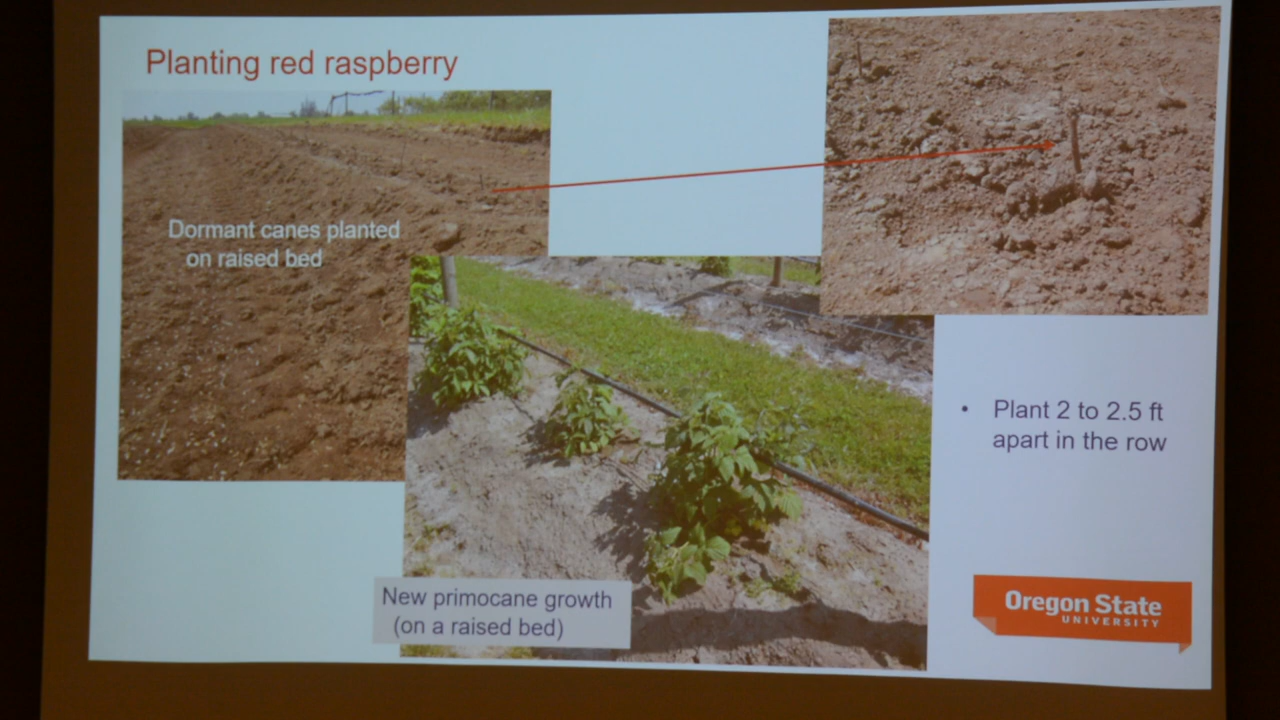 Planting red raspberry
Dormant canes planted
on raised bed
• Plant 2 to 2.5 ft
apart in the row
New primocane growth
(on a raised bed)
Oregon State
UNIVERSITY